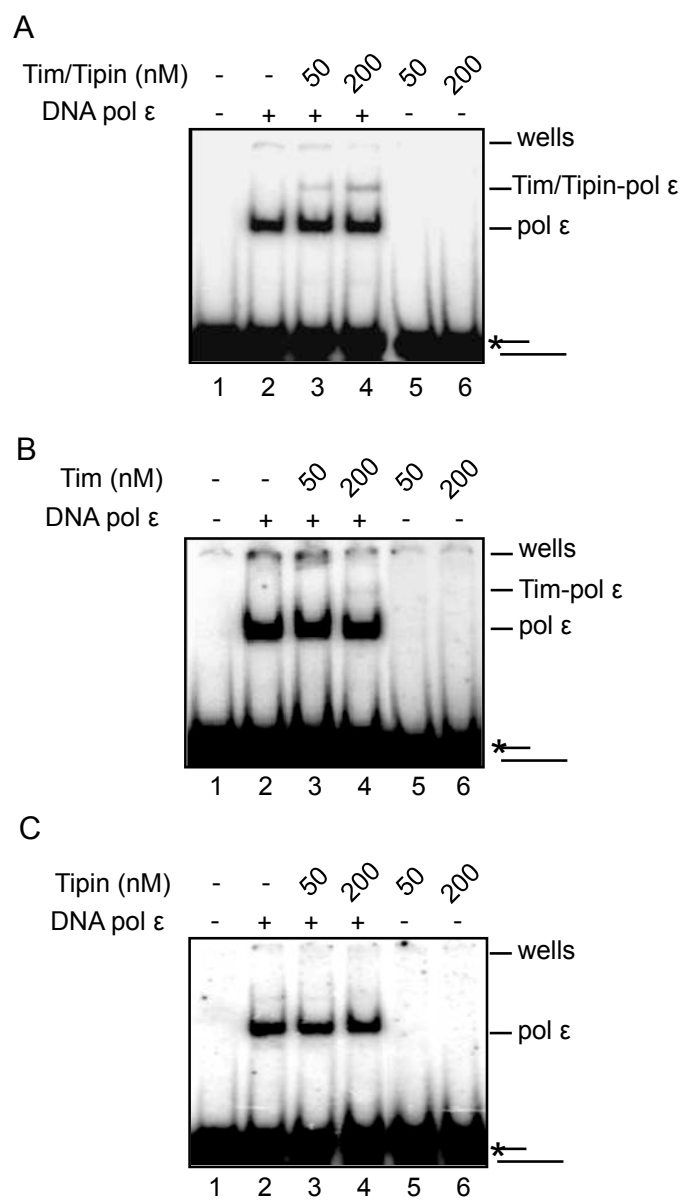 A
Tim/Tipin (nM) - - 50 200 50 200
DNA pol ε - + + + - -
wells
Tim/Tipin-pol ε
pol ε
*
1 2 3 4 5 6
B
Tim (nM) - - 50 200 50 200
DNA pol ε - + + + - -
wells
Tim-pol ε
pol ε
*
1 2 3 4 5 6
C
Tipin (nM) - - 50 200 50 200
DNA pol ε - + + + - -
wells
pol ε
*
1 2 3 4 5 6